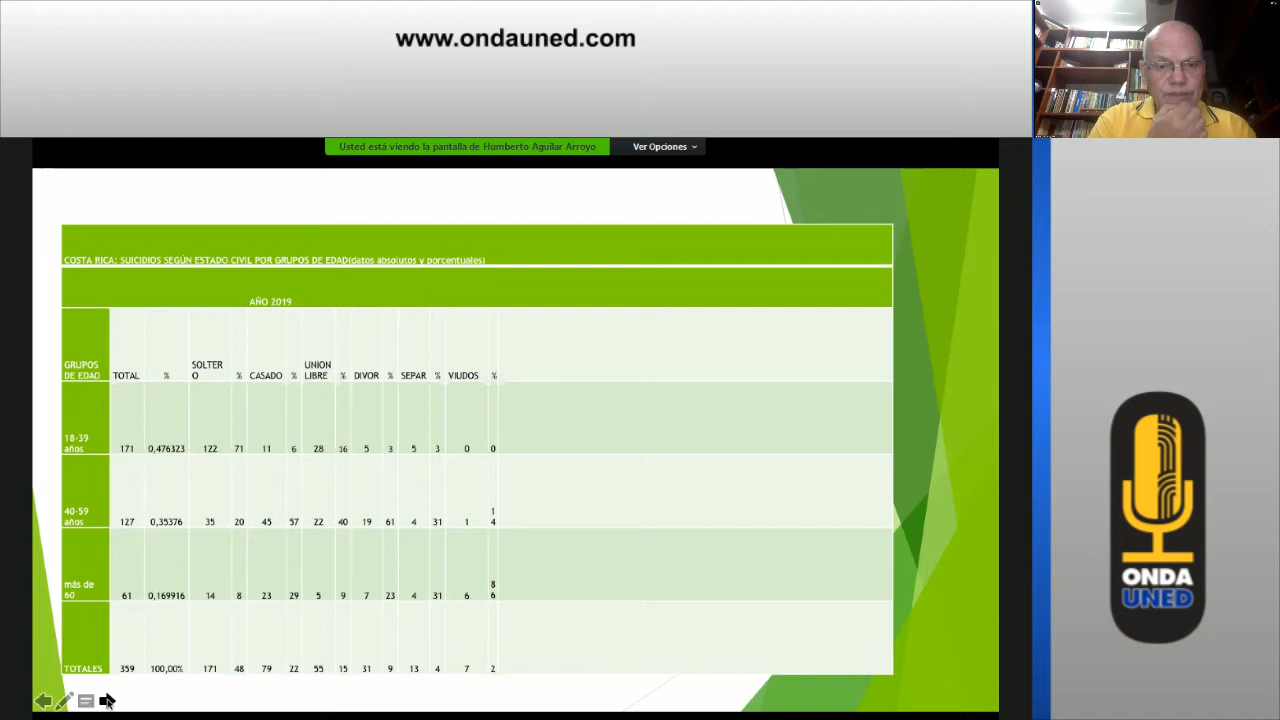 www.ondauned.com
Usted está viendo la pantalla de Humberto Aguilar Arroyo Ver Opciones
COSTA RICA; SUICIDIOS SEGÚN ESTADO CIVIL POR GRUPOS DE EDAD(datos absolutos y porcentuales)
AÑO 2019
GRUPOS DE EDAD TOTAL % SOLTERO % CASADO % UNION LIBRE % DIVOR % SEPAR % VIUDOS %
18-39 años 171 0,476323 122 71 11 6 28 16 5 3 5 3 0 0
40-59 años 127 0,35376 35 20 45 57 22 40 19 61 4 31 1 14
más de 60 61 0,169916 14 8 23 29 5 9 7 23 4 31 6 86
TOTALES 359 100,00% 171 48 79 22 55 15 31 9 13 4 7 2
ONDA
UNED